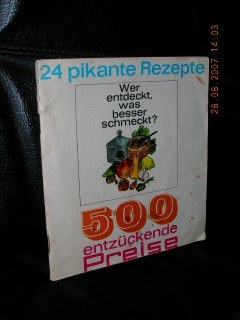 24 pikante Rezepte
Wer
entdeckt,
was
besser
schmeckt?
500
entzückende
Preise
28 08 2007 14:03